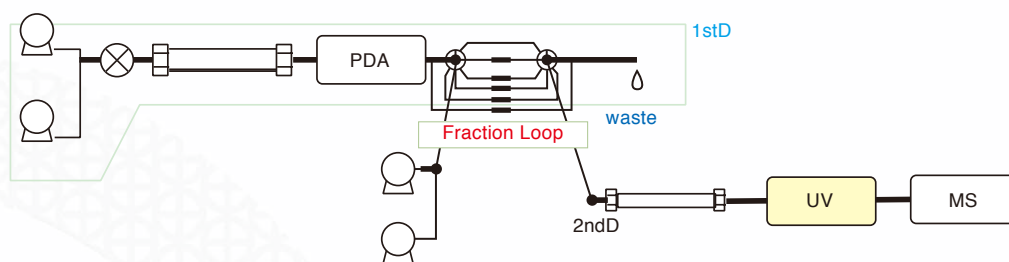 1stD
PDA
waste
Fraction Loop
2ndD
UV
MS